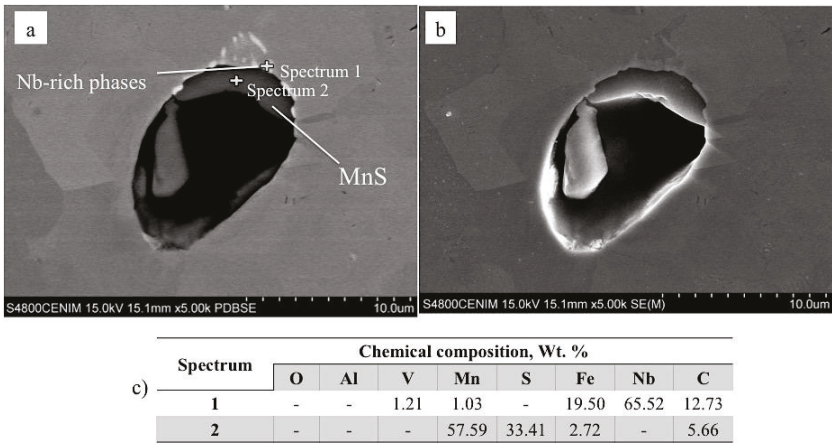 a
Nb-rich phases
Spectrum 1
Spectrum 2
MnS
S4800CENIM 15.0kV 15.1mm x5.00k PDBSE 10.0um
b
S4800CENIM 15.0kV 15.1mm x5.00k SE(M) 10.0um
c)
Spectrum Chemical composition, Wt. %
O Al V Mn S Fe Nb C
1 - - 1.21 1.03 - 19.50 65.52 12.73
2 - - - 57.59 33.41 2.72 - 5.66